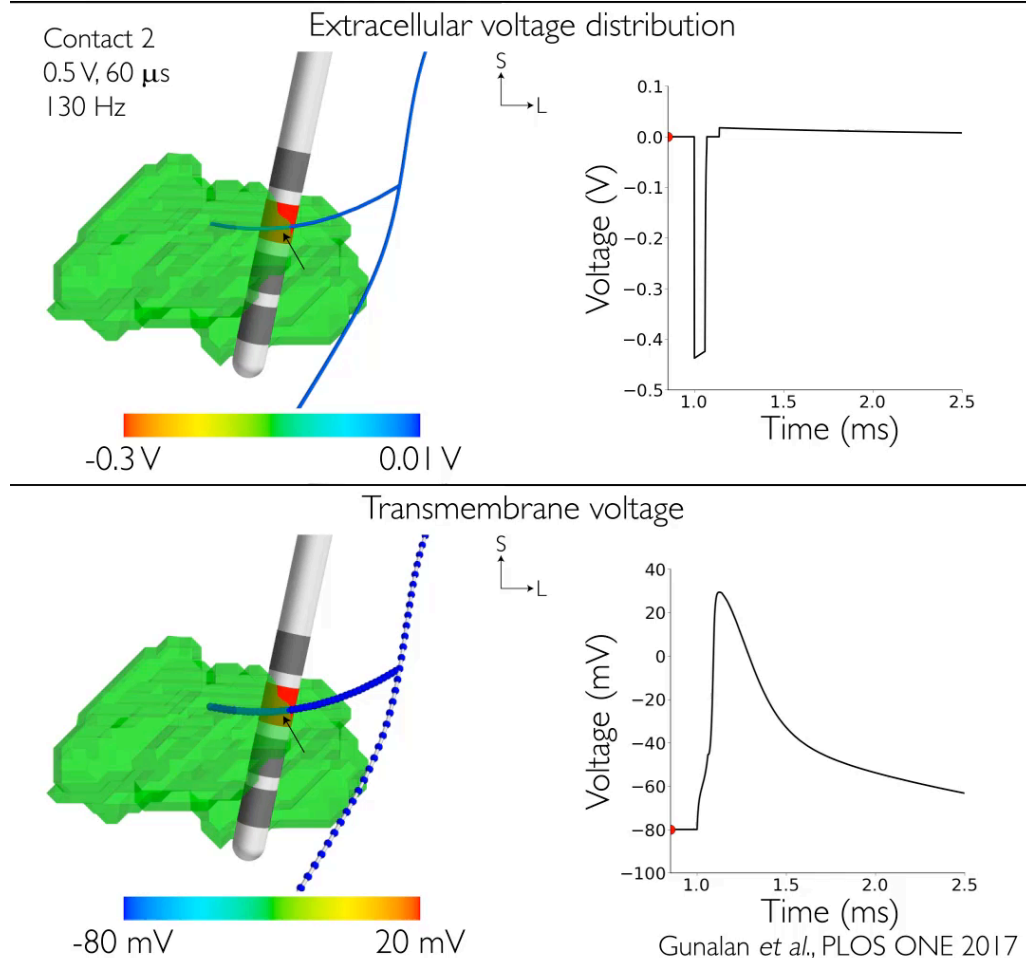 Extracellular voltage distribution
Contact 2
0.5 V, 60 μs
130 Hz
S
L
0.1
0.0
−0.1
−0.2
−0.3
−0.4
−0.5
Voltage (V)
1.0 1.5 2.0 2.5
Time (ms)
-0.3 V 0.01 V
Transmembrane voltage
S
L
40
20
0
−20
−40
−60
−80
−100
Voltage (mV)
1.0 1.5 2.0 2.5
Time (ms)
-80 mV 20 mV
Gunalan et al., PLOS ONE 2017